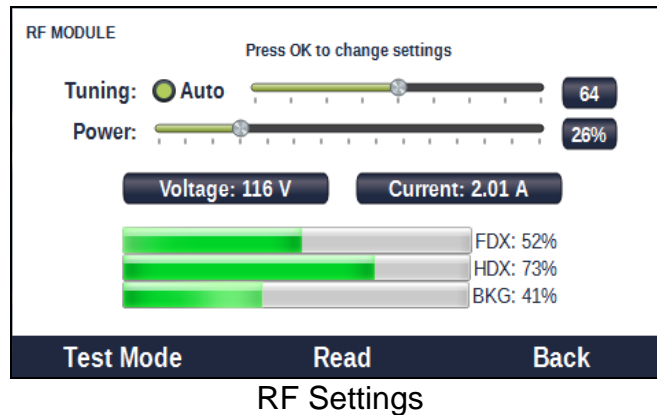 RF MODULE
Press OK to change settings
Tuning: Auto 64
Power: 26%
Voltage: 116 V Current: 2.01 A
FDX: 52%
HDX: 73%
BKG: 41%
Test Mode Read Back
RF Settings